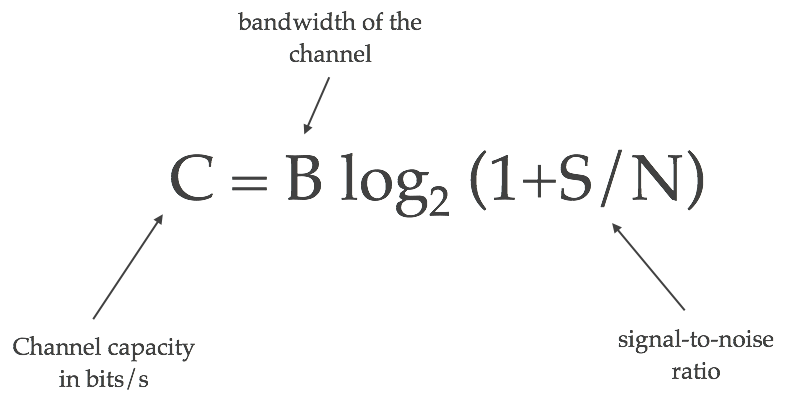 bandwidth of the
channel
C = B log₂ (1+S/N)
Channel capacity
in bits/s
signal-to-noise
ratio